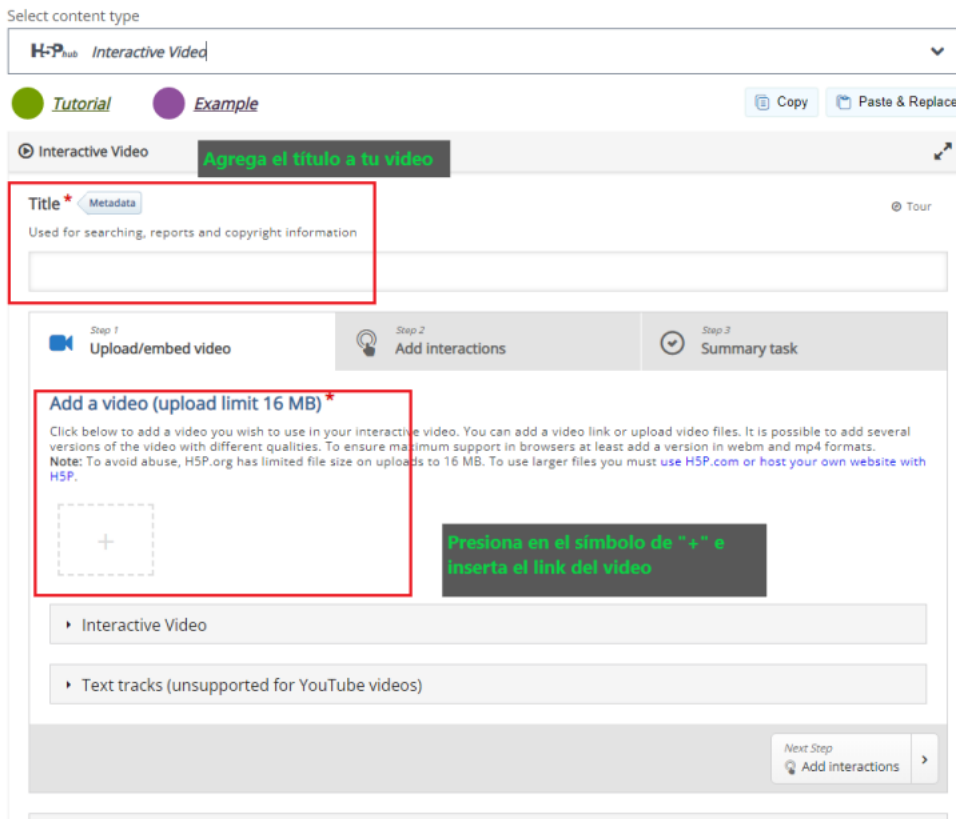 Select content type
H5Phub Interactive Video
Tutorial Example Copy Paste & Replace
Interactive Video
Agrega el título a tu video
Title * Metadata
Tour
Used for searching, reports and copyright information
Step 1
Upload/embed video
Step 2
Add interactions
Step 3
Summary task
Add a video (upload limit 16 MB) *
Click below to add a video you wish to use in your interactive video. You can add a video link or upload video files. It is possible to add several
versions of the video with different qualities. To ensure maximum support in browsers at least add a version in webm and mp4 formats.
Note: To avoid abuse, H5P.org has limited file size on uploads to 16 MB. To use larger files you must use H5P.com or host your own website with
H5P.
+
Presiona en el símbolo de "+" e
inserta el link del video
Interactive Video
Text tracks (unsupported for YouTube videos)
Next Step
Add interactions